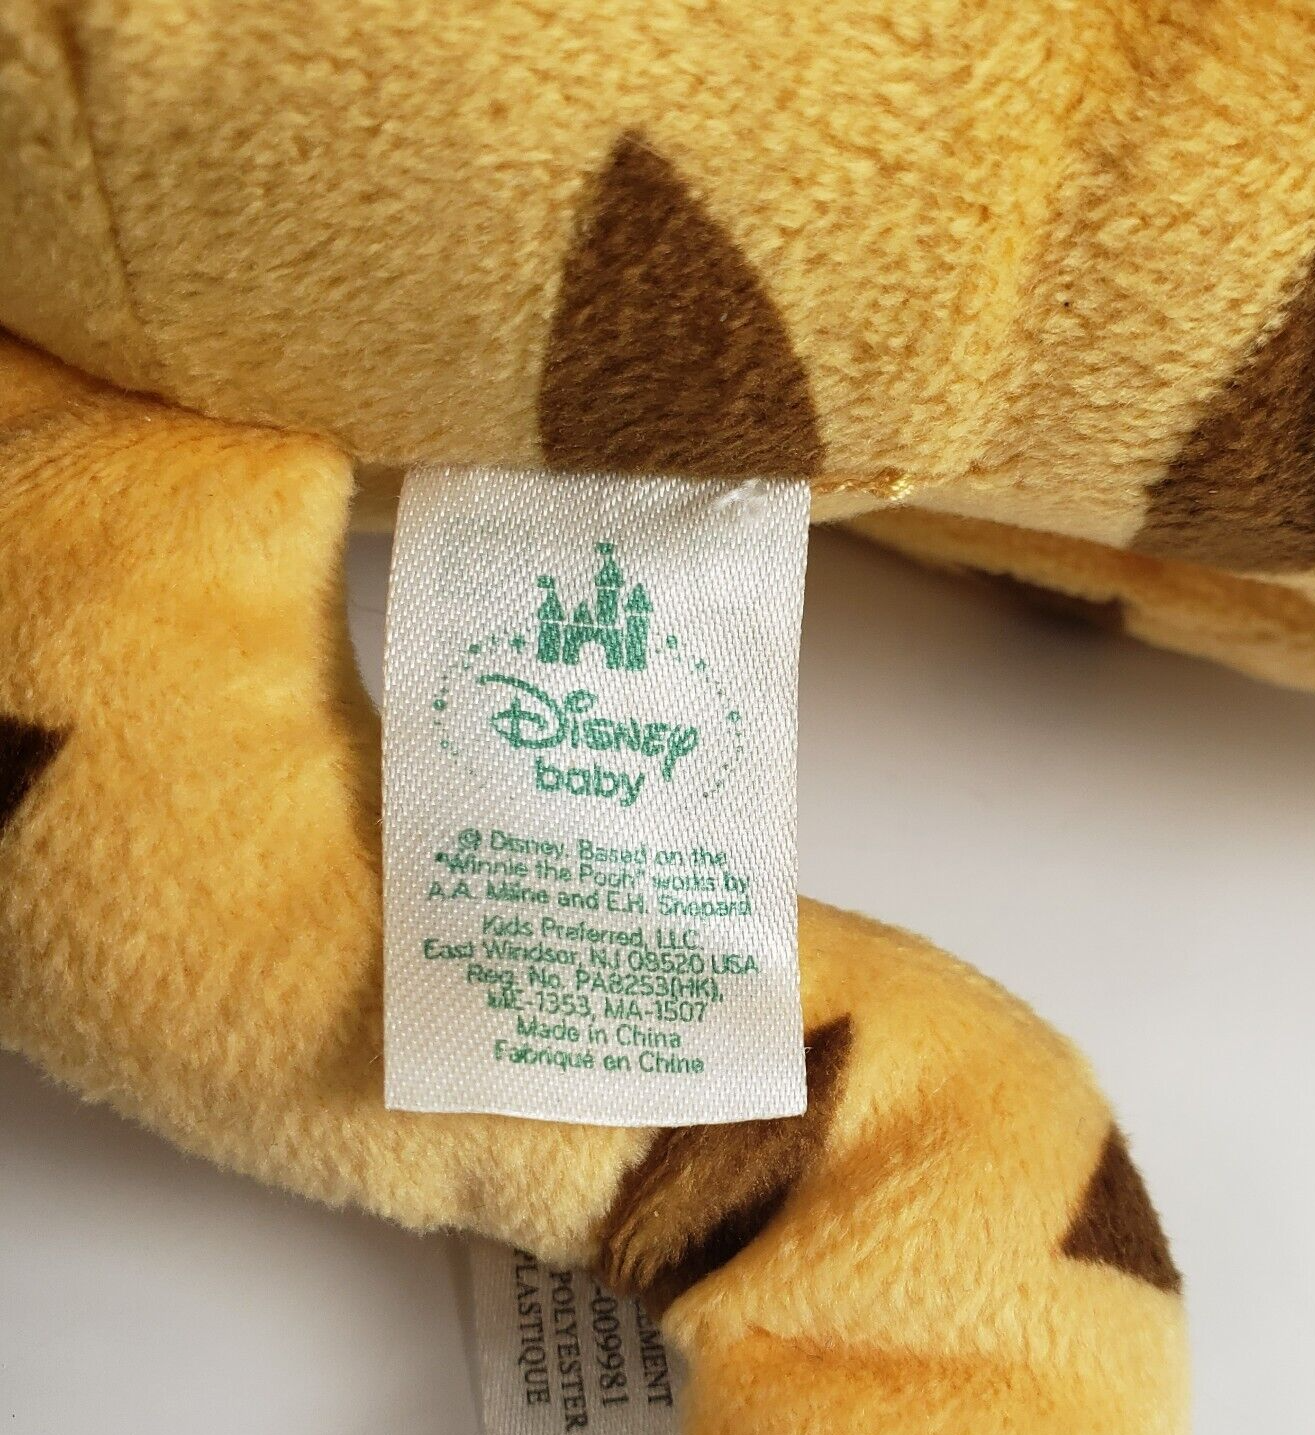 Disney
baby
© Disney. Based on the
"Winnie the Pooh" works by
A.A. Milne and E.H. Shepard
Kids Preferred, LLC.
East Windsor, NJ 08520 USA
Reg. No. PA8253(HK),
ME-1353, MA-1507
Made in China
Fabriqué en Chine
LEMENT
-009981
POLYESTER
PLASTIQUE